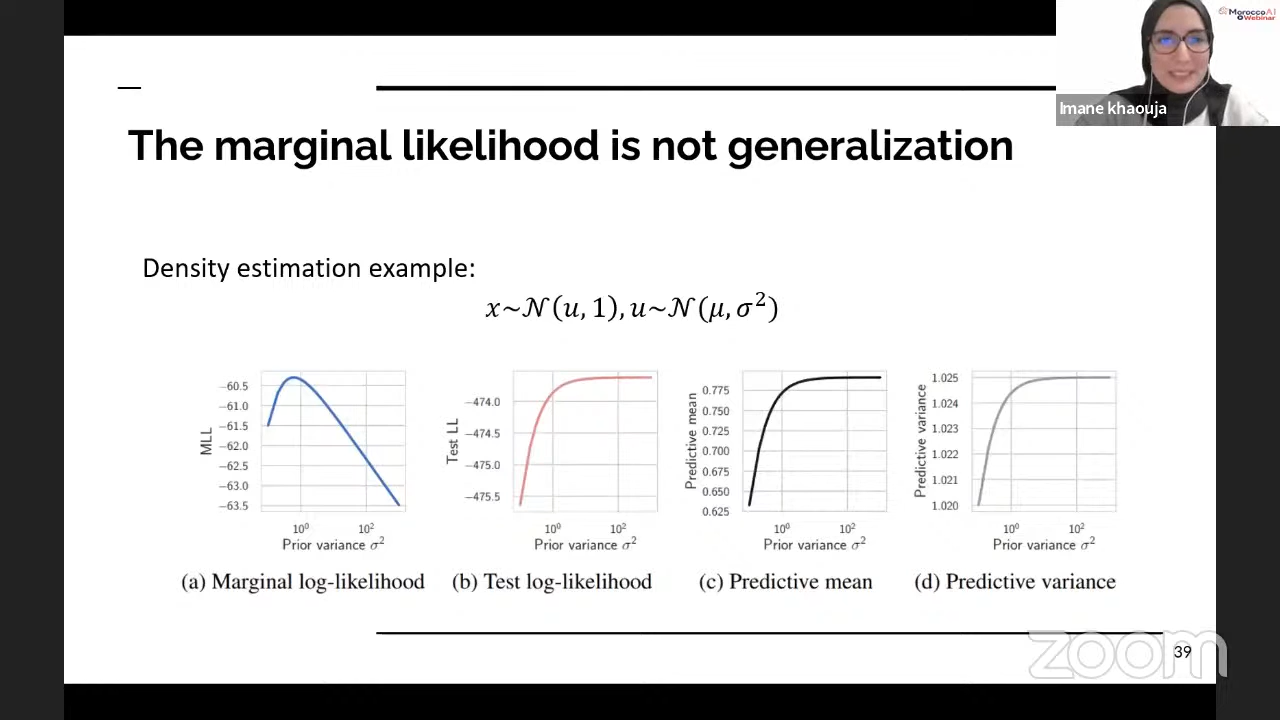 MoroccoAI
Webinar
Imane khaouja
The marginal likelihood is not generalization
Density estimation example:
x~𝒩(u, 1), u~𝒩(μ, σ²)
MLL
−60.5
−61.0
−61.5
−62.0
−62.5
−63.0
−63.5
10⁰ 10²
Prior variance σ²
(a) Marginal log-likelihood
Test LL
−474.0
−474.5
−475.0
−475.5
10⁰ 10²
Prior variance σ²
(b) Test log-likelihood
Predictive mean
0.775
0.750
0.725
0.700
0.675
0.650
0.625
10⁰ 10²
Prior variance σ²
(c) Predictive mean
Predictive variance
1.025
1.024
1.023
1.022
1.021
1.020
10⁰ 10²
Prior variance σ²
(d) Predictive variance
zoom
39